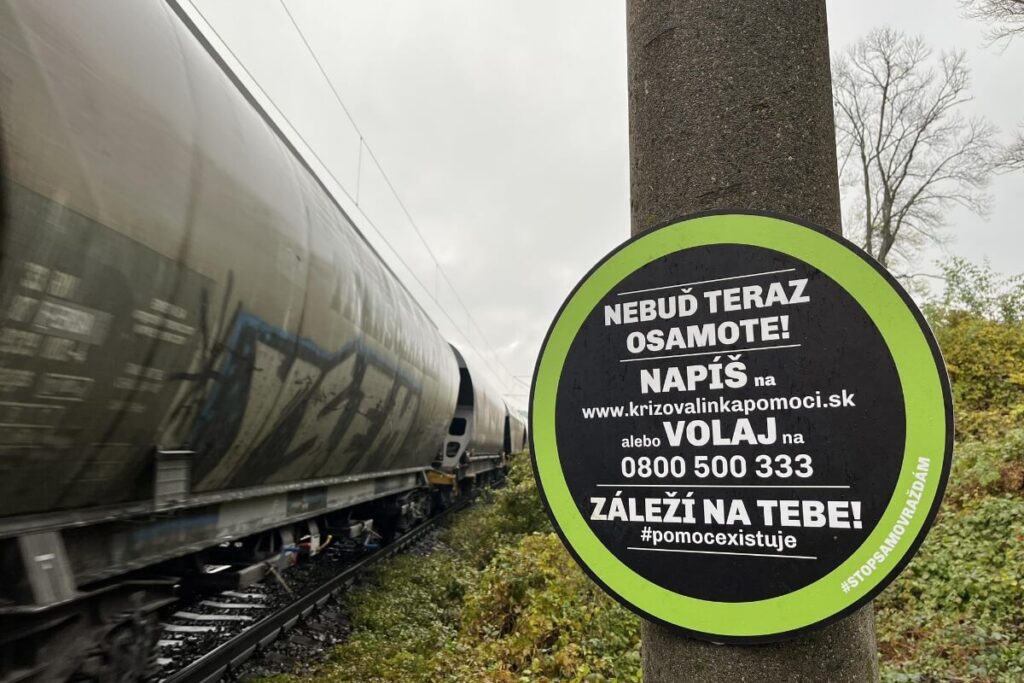 NEBUĎ TERAZ
OSAMOTE!
NAPÍŠ na
www.krizovalinkapomoci.sk
alebo VOLAJ na
0800 500 333
ZÁLEŽÍ NA TEBE!
#pomocexistuje
#STOPSAMOVRAŽDÁM